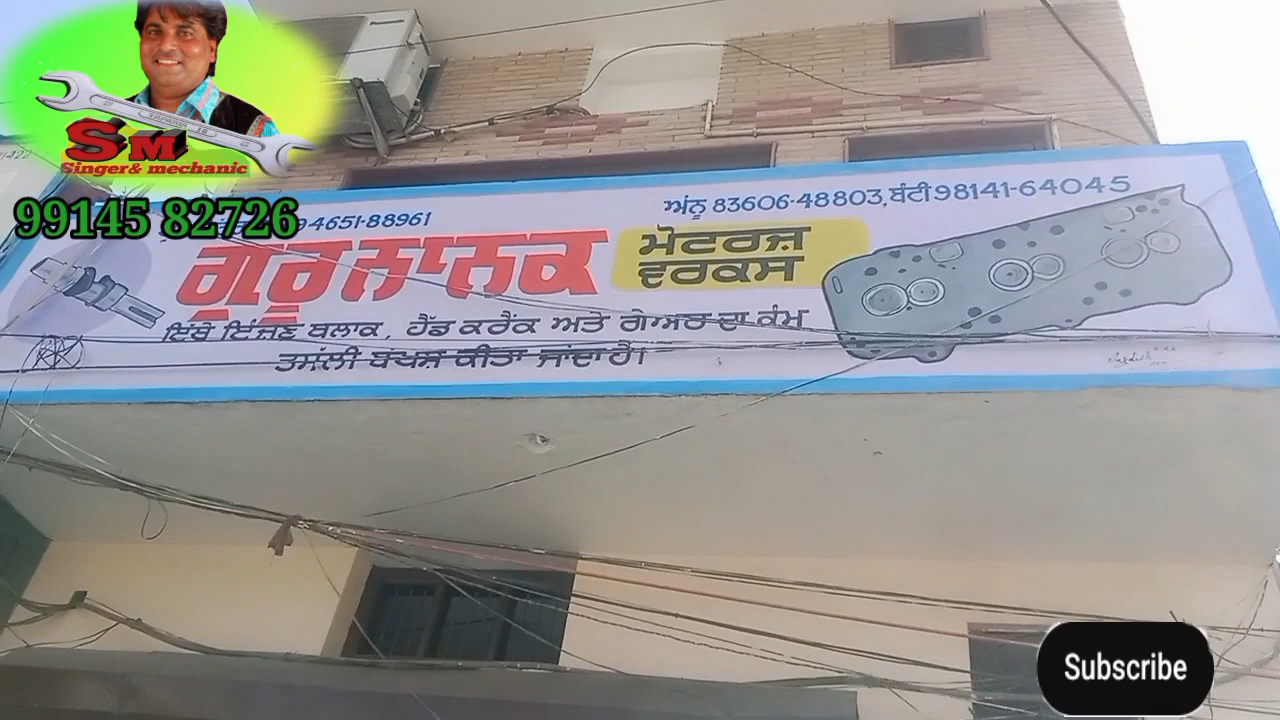 Panasonic
SM
Singer& mechanic
99145 82726
94651-88961
ਅੰਨੂ 83606-48803, ਬੰਟੀ 98141-64045
ਗੁਰੂ ਨਾਨਕ
ਮੋਟਰਜ਼
ਵਰਕਸ
ਇੱਥੇ ਇੰਜਣ ਬਲਾਕ, ਹੈੱਡ ਕਰੈਂਕ ਅਤੇ ਗੇਅਰ ਦਾ ਕੰਮ
ਤਸੱਲੀ ਬਖਸ਼ ਕੀਤਾ ਜਾਂਦਾ ਹੈ।
Subscribe